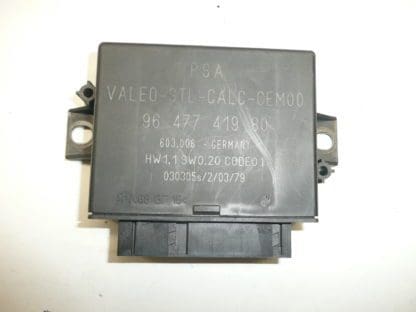 PSA
VALEO-STL-CALC-CEM00
96 477 419 80
603.006 - GERMANY
HW1.1 SW0.20 CODE01
030305s/2/03/79